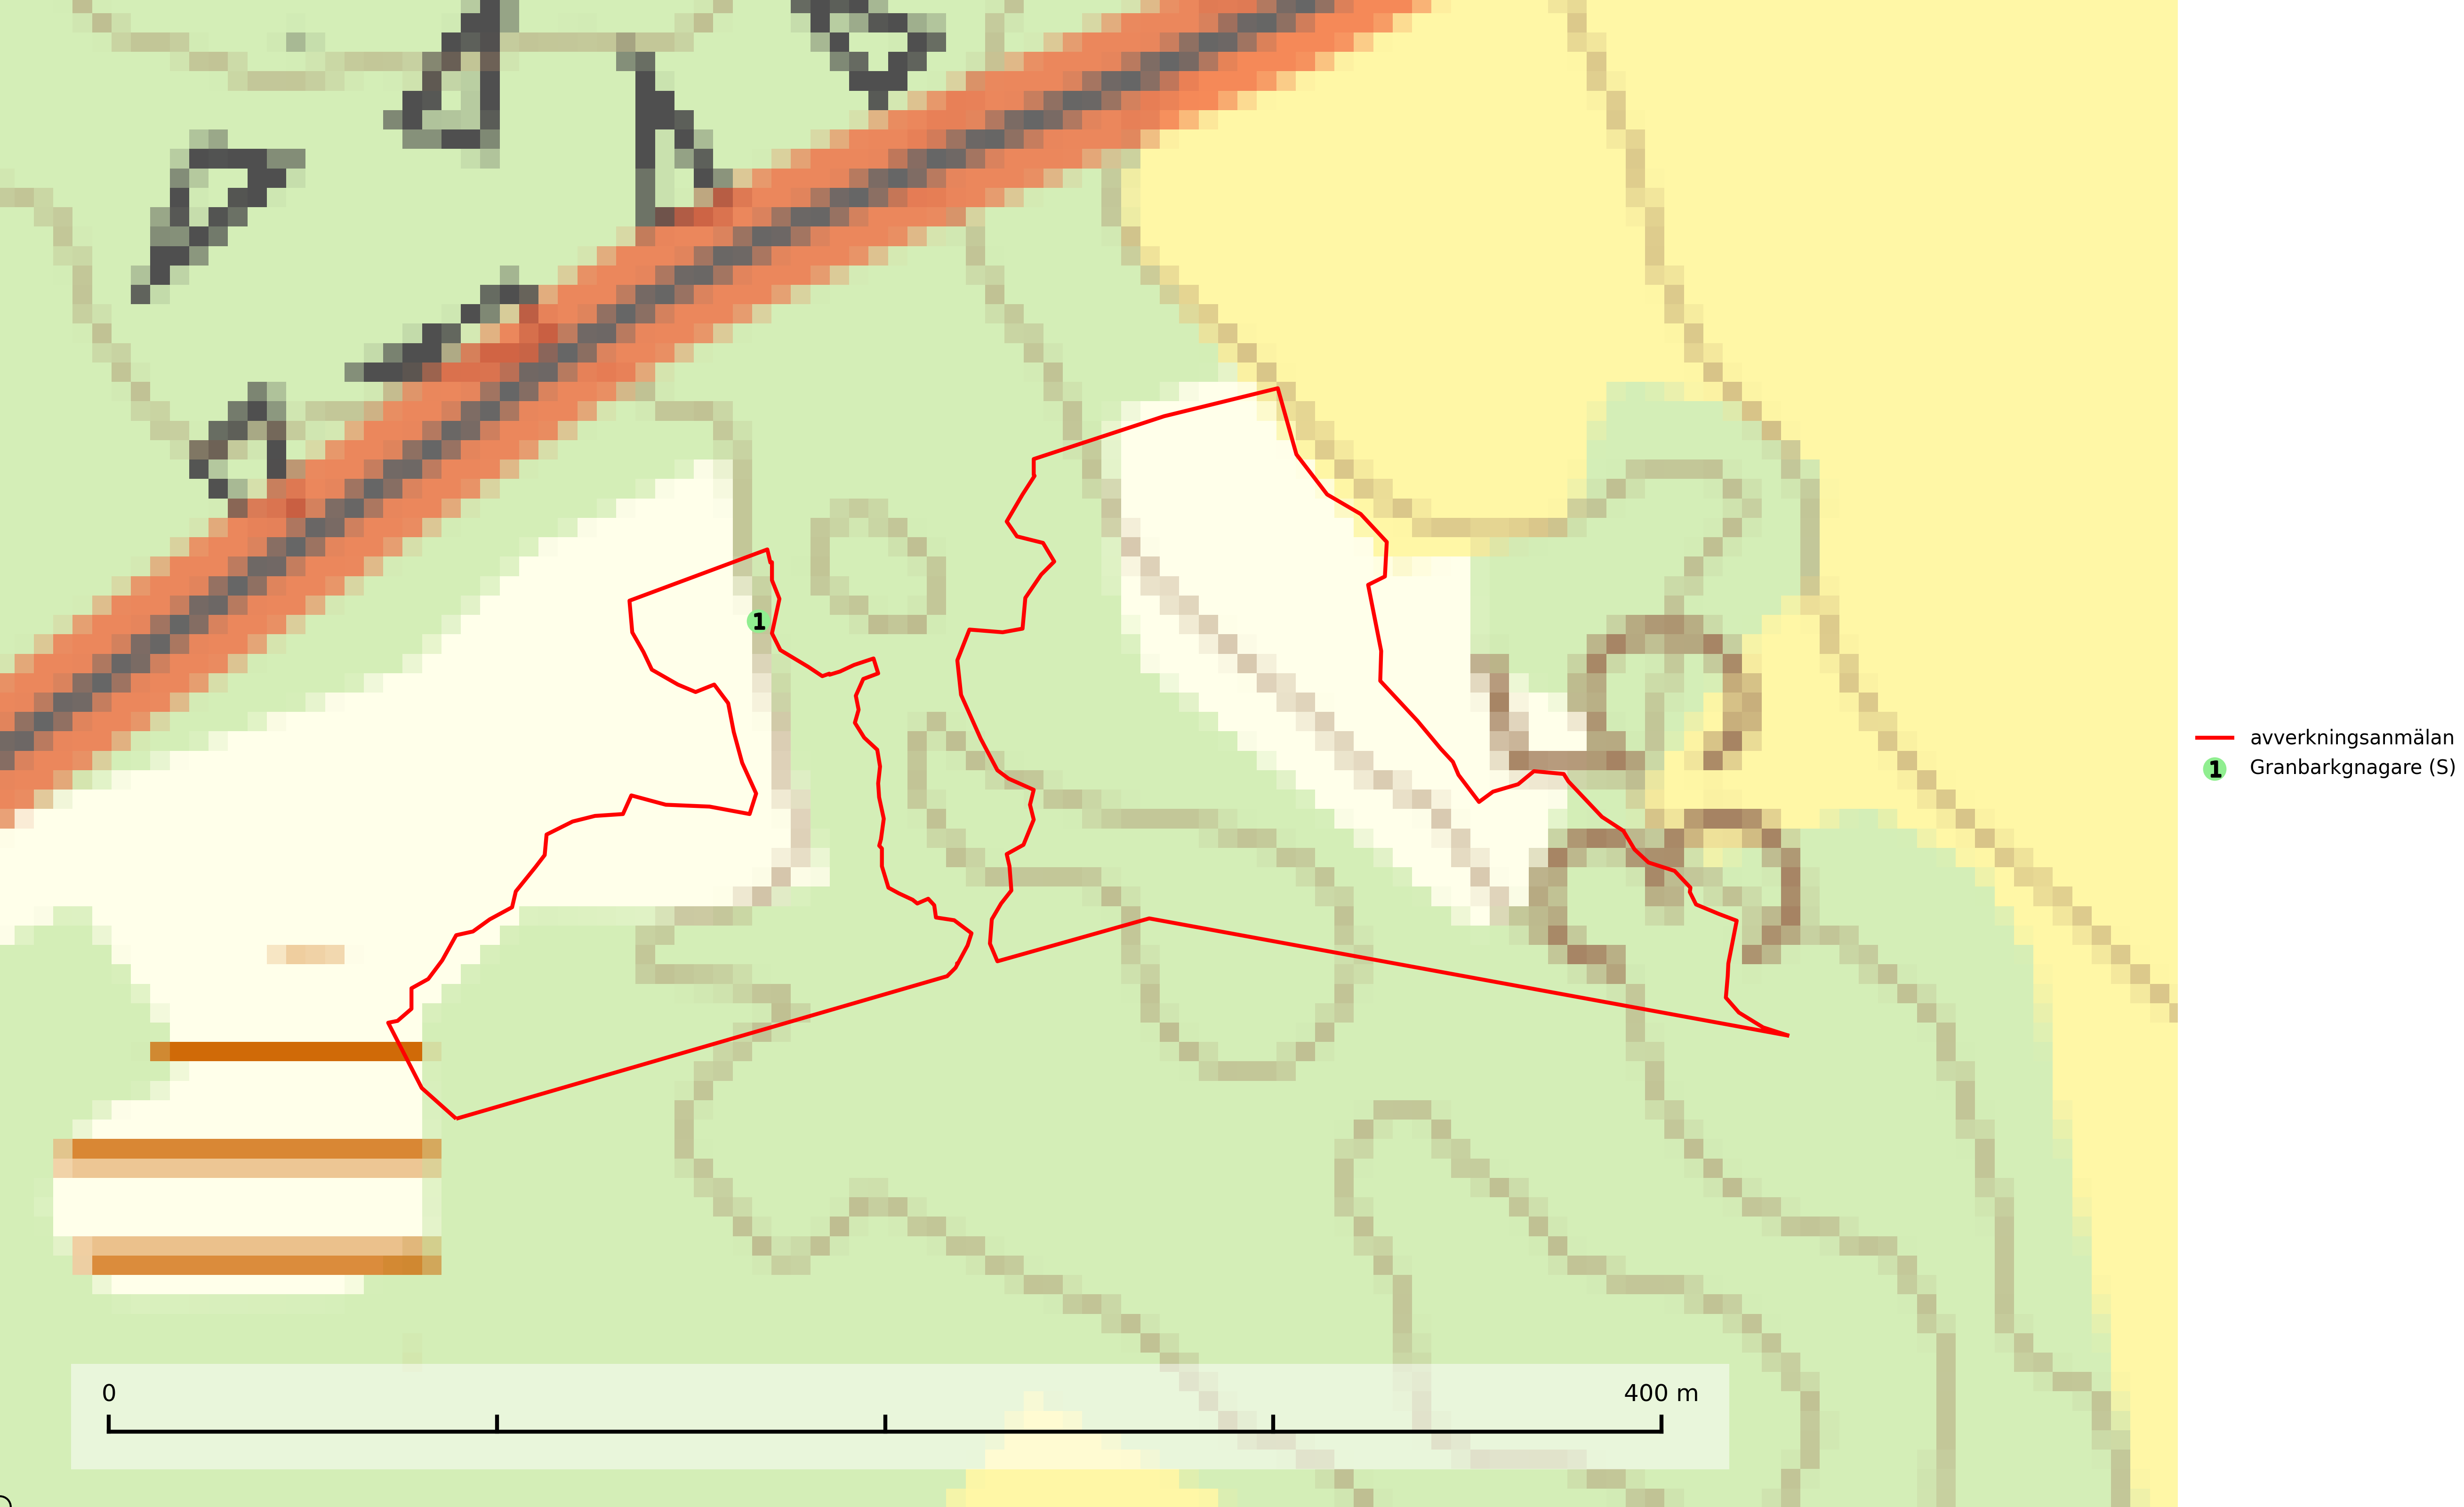 1
avverkningsanmälan
1 Granbarkgnagare (S)
0 400 m